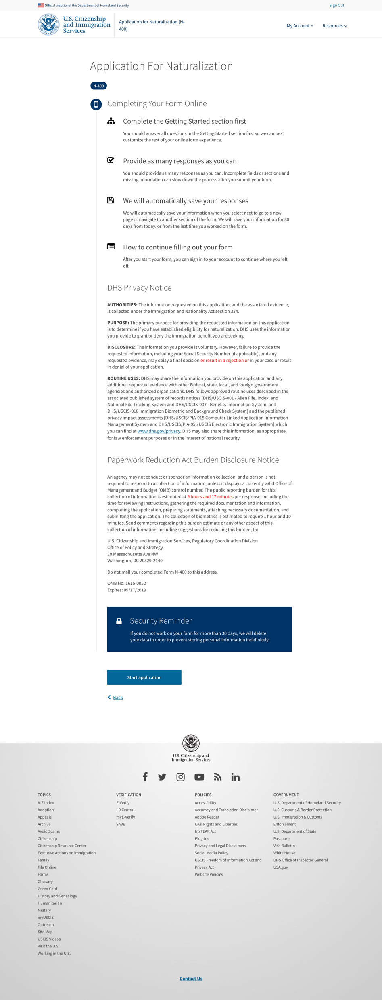 Official website of the Department of Homeland Security
Sign Out
U.S. Citizenship
and Immigration
Services
Application for Naturalization (N-
400)
My Account
Resources
Application For Naturalization
N-400
Completing Your Form Online
Complete the Getting Started section first
You should answer all questions in the Getting Started section first so we can best
customize the rest of your online form experience.
Provide as many responses as you can
You should provide as many responses as you can. Incomplete fields or sections and
missing information can slow down the process after you submit your form.
We will automatically save your responses
We will automatically save your information when you select next to go to a new
page or navigate to another section of the form. We will save your information for 30
days from today, or from the last time you worked on the form.
How to continue filling out your form
After you start your form, you can sign in to your account to continue where you left
off.
DHS Privacy Notice
AUTHORITIES: The information requested on this application, and the associated evidence,
is collected under the Immigration and Nationality Act section 334.
PURPOSE: The primary purpose for providing the requested information on this application
is to determine if you have established eligibility for naturalization. DHS uses the information
you provide to grant or deny the immigration benefit you are seeking.
DISCLOSURE: The information you provide is voluntary. However, failure to provide the
requested information, including your Social Security Number (if applicable), and any
requested evidence, may delay a final decision or result in a rejection or in your case or result
in denial of your application.
ROUTINE USES: DHS may share the information you provide on this application and any
additional requested evidence with other Federal, state, local, and foreign government
agencies and authorized organizations. DHS follows approved routine uses described in the
associated published system of records notices [DHS/USCIS-001 - Alien File, Index, and
National File Tracking System and DHS/USCIS-007 - Benefits Information System, and
DHS/USCIS-018 Immigration Biometric and Background Check System] and the published
privacy impact assessments [DHS/USCIS/PIA-015 Computer Linked Application Information
Management System and DHS/USCIS/PIA-056 USCIS Electronic Immigration System] which
you can find at www.dhs.gov/privacy. DHS may also share this information, as appropriate,
for law enforcement purposes or in the interest of national security.
Paperwork Reduction Act Burden Disclosure Notice
An agency may not conduct or sponsor an information collection, and a person is not
required to respond to a collection of information, unless it displays a currently valid Office of
Management and Budget (OMB) control number. The public reporting burden for this
collection of information is estimated at 9 hours and 17 minutes per response, including the
time for reviewing instructions, gathering the required documentation and information,
completing the application, preparing statements, attaching necessary documentation, and
submitting the application. The collection of biometrics is estimated to require 1 hour and 10
minutes. Send comments regarding this burden estimate or any other aspect of this
collection of information, including suggestions for reducing this burden, to:
U.S. Citizenship and Immigration Services, Regulatory Coordination Division
Office of Policy and Strategy
20 Massachusetts Ave NW
Washington, DC 20529-2140
Do not mail your completed Form N-400 to this address.
OMB No. 1615-0052
Expires: 09/17/2019
Security Reminder
If you do not work on your form for more than 30 days, we will delete
your data in order to prevent storing personal information indefinitely.
Start application
Back
U.S. Citizenship and
Immigration Services
TOPICS
A-Z Index
Adoption
Appeals
Archive
Avoid Scams
Citizenship
Citizenship Resource Center
Executive Actions on Immigration
Family
File Online
Forms
Glossary
Green Card
History and Genealogy
Humanitarian
Military
myUSCIS
Outreach
Site Map
USCIS Videos
Visit the U.S.
Working in the U.S.
VERIFICATION
E-Verify
I-9 Central
myE-Verify
SAVE
POLICIES
Accessibility
Accuracy and Translation Disclaimer
Adobe Reader
Civil Rights and Liberties
No FEAR Act
Plug-ins
Privacy and Legal Disclaimers
Social Media Policy
USCIS Freedom of Information Act and
Privacy Act
Website Policies
GOVERNMENT
U.S. Department of Homeland Security
U.S. Customs & Border Protection
U.S. Immigration & Customs
Enforcement
U.S. Department of State
Passports
Visa Bulletin
White House
DHS Office of Inspector General
USA.gov
Contact Us